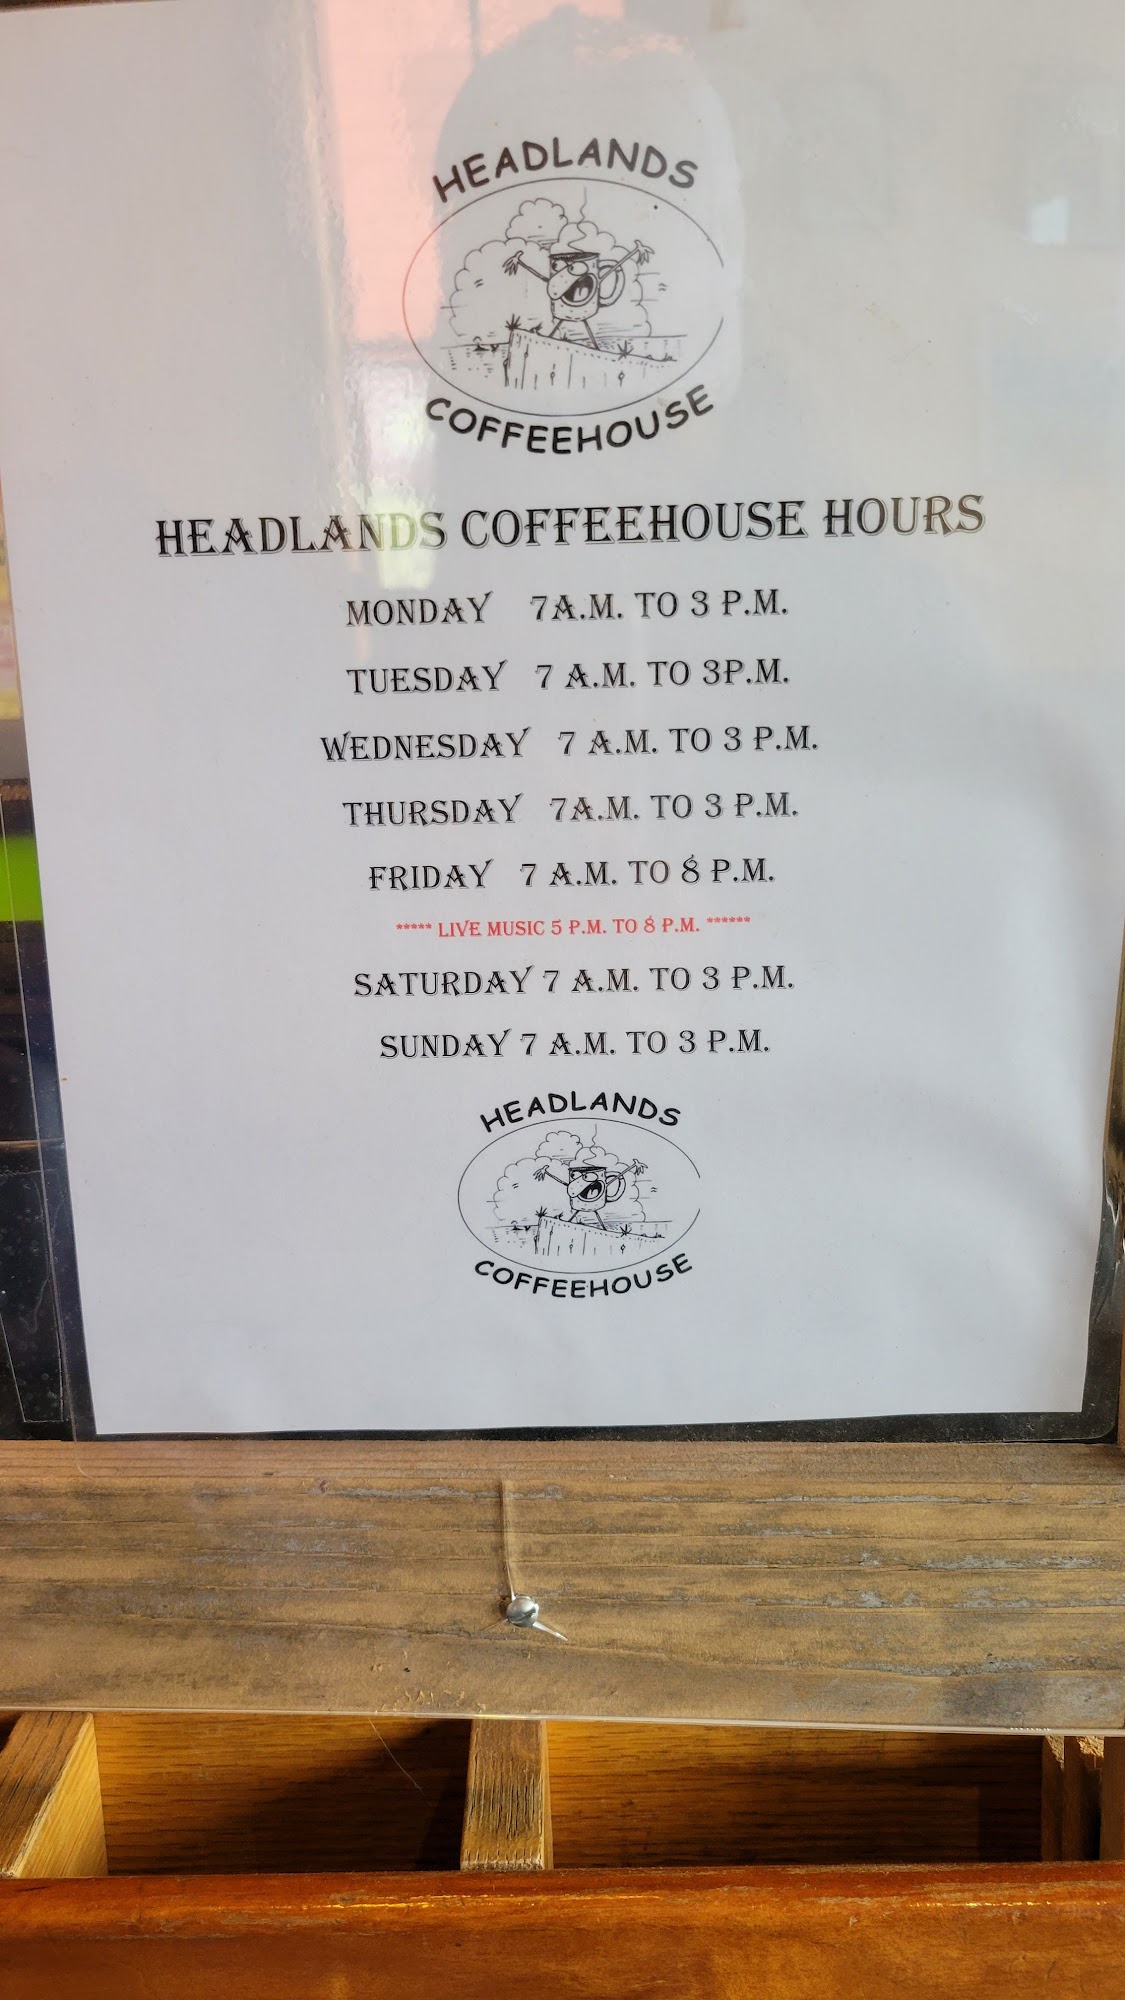 HEADLANDS
COFFEEHOUSE
HEADLANDS COFFEEHOUSE HOURS
MONDAY 7A.M. TO 3 P.M.
TUESDAY 7 A.M. TO 3P.M.
WEDNESDAY 7 A.M. TO 3 P.M.
THURSDAY 7A.M. TO 3 P.M.
FRIDAY 7 A.M. TO 8 P.M.
***** LIVE MUSIC 5 P.M. TO 8 P.M. ******
SATURDAY 7 A.M. TO 3 P.M.
SUNDAY 7 A.M. TO 3 P.M.
HEADLANDS
COFFEEHOUSE